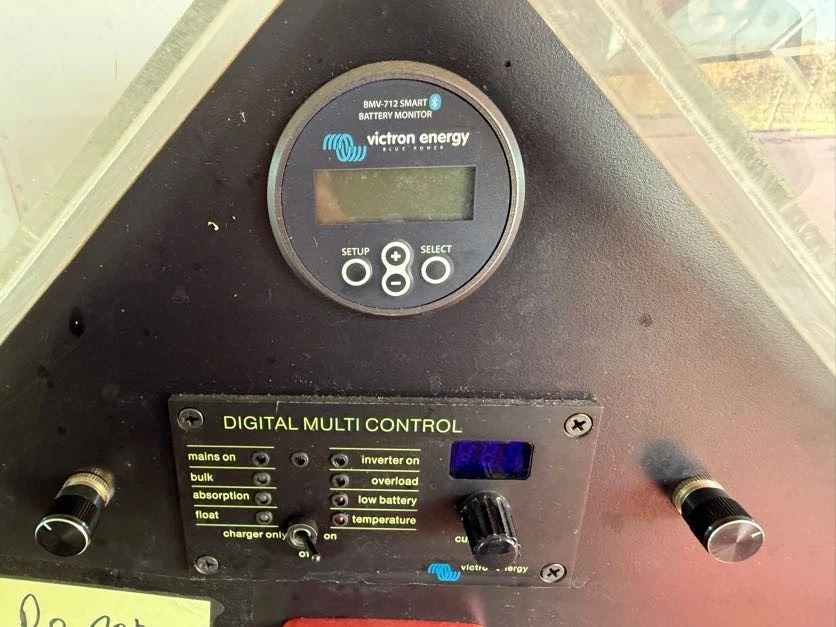 BMV-712 SMART
BATTERY MONITOR
victron energy
BLUE POWER
SETUP
+
SELECT
−
DIGITAL MULTI CONTROL
mains on
inverter on
bulk
overload
absorption
low battery
float
temperature
charger only
on
victron energy